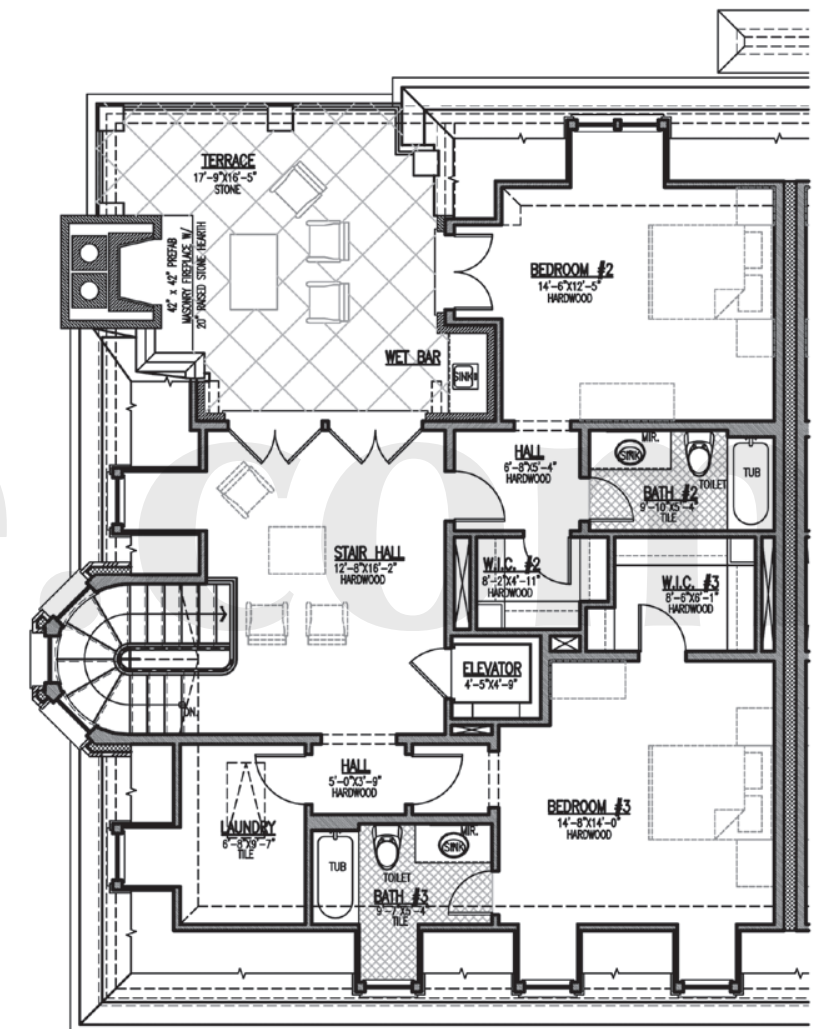 TERRACE
17'-9"X16'-5"
STONE
42" x 42" PREFAB
MASONRY FIREPLACE W/
20" RAISED STONE HEARTH
BEDROOM #2
14'-6"X12'-5"
HARDWOOD
WET BAR
SINK
HALL
6'-8"X5'-4"
HARDWOOD
MIR.
SINK
TOILET
TUB
BATH #2
9'-10"X5'-4"
TILE
STAIR HALL
12'-8"X16'-2"
HARDWOOD
W.I.C. #2
8'-2"X4'-11"
HARDWOOD
W.I.C. #3
8'-6"X6'-1"
HARDWOOD
ELEVATOR
4'-5"X4'-9"
DN.
HALL
5'-0"X3'-9"
HARDWOOD
BEDROOM #3
14'-8"X14'-0"
HARDWOOD
LAUNDRY
6'-8"X9'-7"
TILE
MIR.
SINK
TUB
TOILET
BATH #3
9'-7"X5'-4"
TILE
e.com